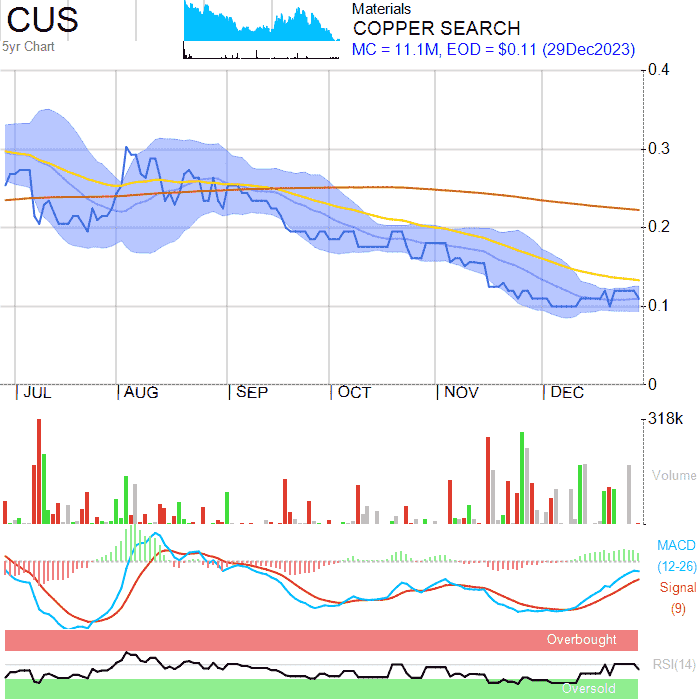 CUS
5yr Chart
Materials
COPPER SEARCH
MC = 11.1M, EOD = $0.11 (29Dec2023)
0.4
0.3
0.2
0.1
0
JUL AUG SEP OCT NOV DEC
318k
Volume
MACD
(12-26)
Signal
(9)
Overbought
RSI(14)
Oversold